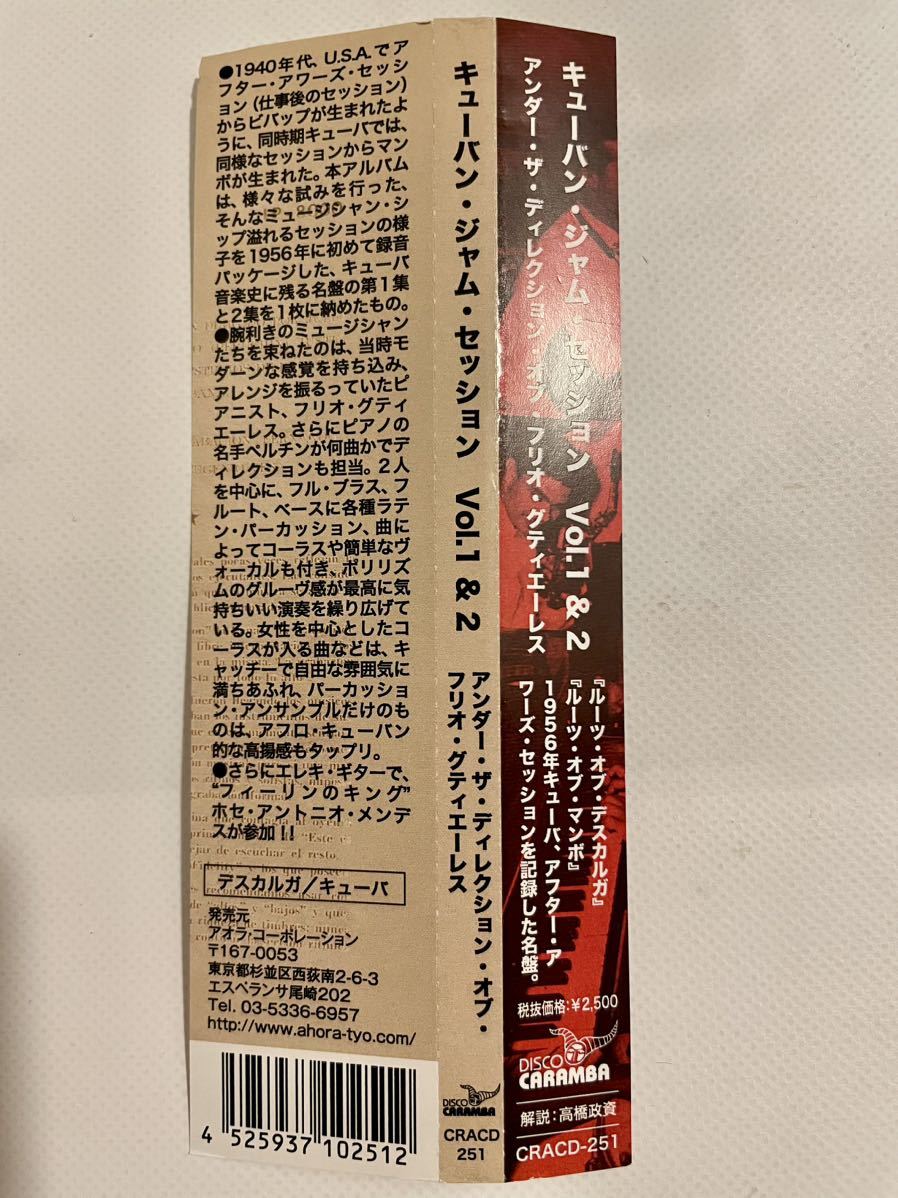 ●1940年代、U.S.A.でア
フター・アワーズ・セッシ
ョン(仕事後のセッション)
からビバップが生まれたよ
うに、同時期キューバでは、
同様なセッションからマン
ボが生まれた。本アルバム
は、様々な試みを行った、
そんなミュージシャン・シ
ップ溢れるセッションの様
子を1956年に初めて録音
パッケージした、キューバ
音楽史に残る名盤の第1集
と2集を1枚に納めたもの。
●腕利きのミュージシャン
たちを束ねたのは、当時モ
ダーンな感覚を持ち込み、
アレンジを振るっていたピ
アニスト、フリオ・グティ
エーレス。さらにピアノの
名手ペルチンが何曲かでデ
ィレクションも担当。2人
を中心に、フル・ブラス、フ
ルート、ベースに各種ラテ
ン・パーカッション、曲に
よってコーラスや簡単なヴ
ォーカルも付き、ポリリズ
ムのグルーヴ感が最高に気
持ちいい演奏を繰り広げて
いる。女性を中心としたコ
ーラスが入る曲などは、キ
ャッチーで自由な雰囲気に
満ちあふれ、パーカッショ
ン・アンサンブルだけのも
のは、アフロ・キューバン
的な高揚感もタップリ。
●さらにエレキ・ギターで、
“フィーリンのキング”
ホセ・アントニオ・メンデ
スが参加!!
デスカルガ/キューバ
発売元
アオラ・コーポレーション
〒167-0053
東京都杉並区西荻南2-6-3
エスペランサ尾崎202
Tel. 03-5336-6957
http://www.ahora-tyo.com/
4 525937 102512
キューバン・ジャム・セッション Vol.1 & 2
アンダー・ザ・ディレクション・オブ・
フリオ・グティエーレス
DISCO
CARAMBA
CRACD
251
キューバン・ジャム・セッション Vol.1 & 2
アンダー・ザ・ディレクション・オブ・フリオ・グティエーレス
『ルーツ・オブ・デスカルガ』
『ルーツ・オブ・マンボ』
1956年キューバ、アフター・ア
ワーズ・セッションを記録した名盤。
税抜価格:¥2,500
DISCO
CARAMBA
解説:高橋政資
CRACD-251